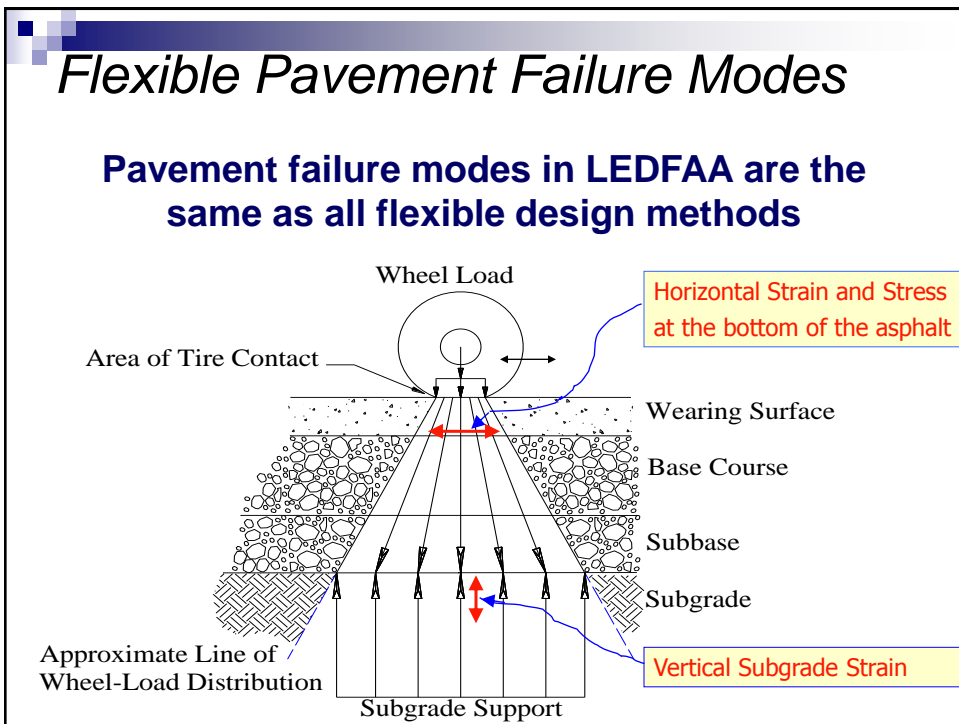 Flexible Pavement Failure Modes
Pavement failure modes in LEDFAA are the
same as all flexible design methods
Wheel Load
Horizontal Strain and Stress
at the bottom of the asphalt
Area of Tire Contact
Wearing Surface
Base Course
Subbase
Subgrade
Approximate Line of
Wheel-Load Distribution
Vertical Subgrade Strain
Subgrade Support